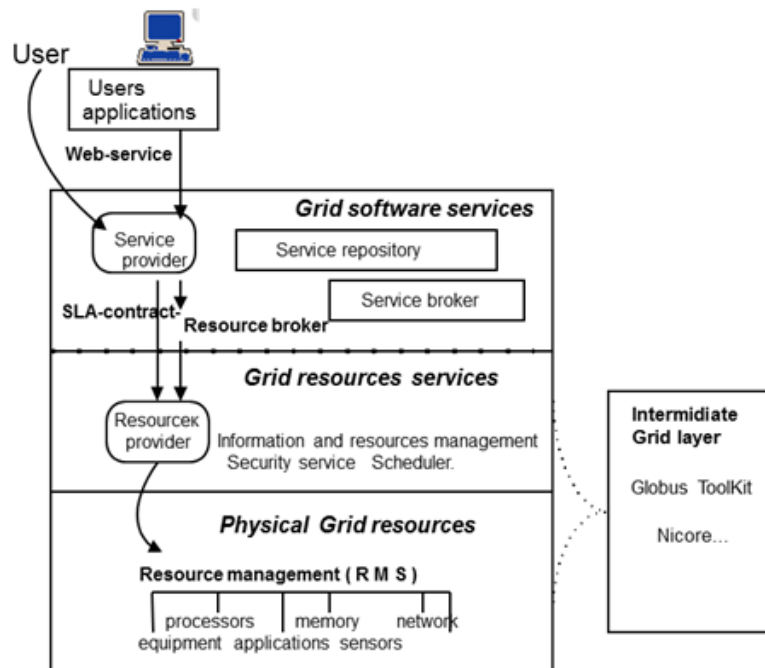 User
Users
applications
Web-service
Grid software services
Service
provider
Service repository
Service broker
SLA-contract-
Resource broker
Grid resources services
Resourceк
provider
Information and resources management
Security service Scheduler.
Physical Grid resources
Resource management ( R M S )
processors memory network
equipment applications sensors
Intermidiate
Grid layer
Globus ToolKit
Nicore...